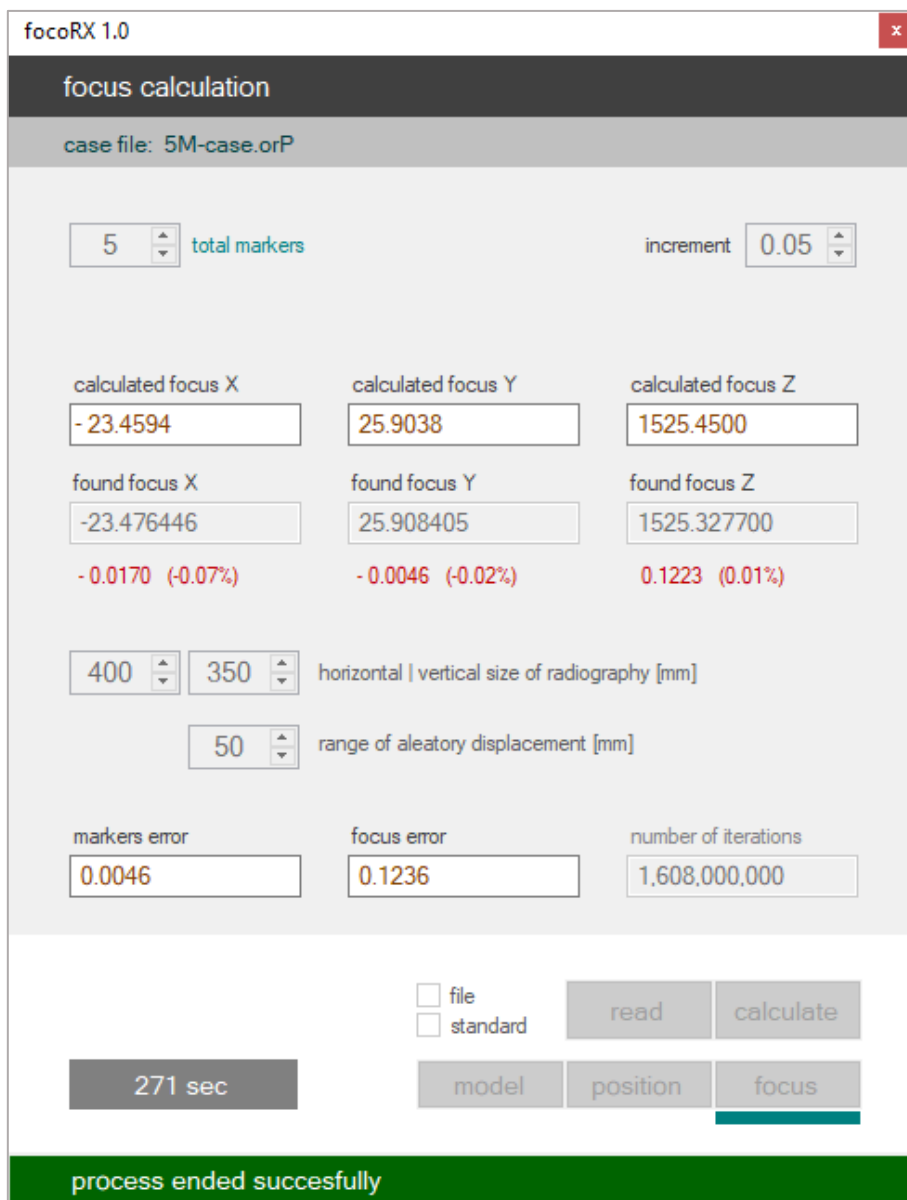 focoRX 1.0
x
focus calculation
case file: 5M-case.orP
5 total markers increment 0.05
calculated focus X calculated focus Y calculated focus Z
- 23.4594 25.9038 1525.4500
found focus X found focus Y found focus Z
-23.476446 25.908405 1525.327700
- 0.0170 (-0.07%) - 0.0046 (-0.02%) 0.1223 (0.01%)
400 350 horizontal | vertical size of radiography [mm]
50 range of aleatory displacement [mm]
markers error focus error number of iterations
0.0046 0.1236 1,608,000,000
file
standard
read calculate
271 sec model position focus
process ended succesfully